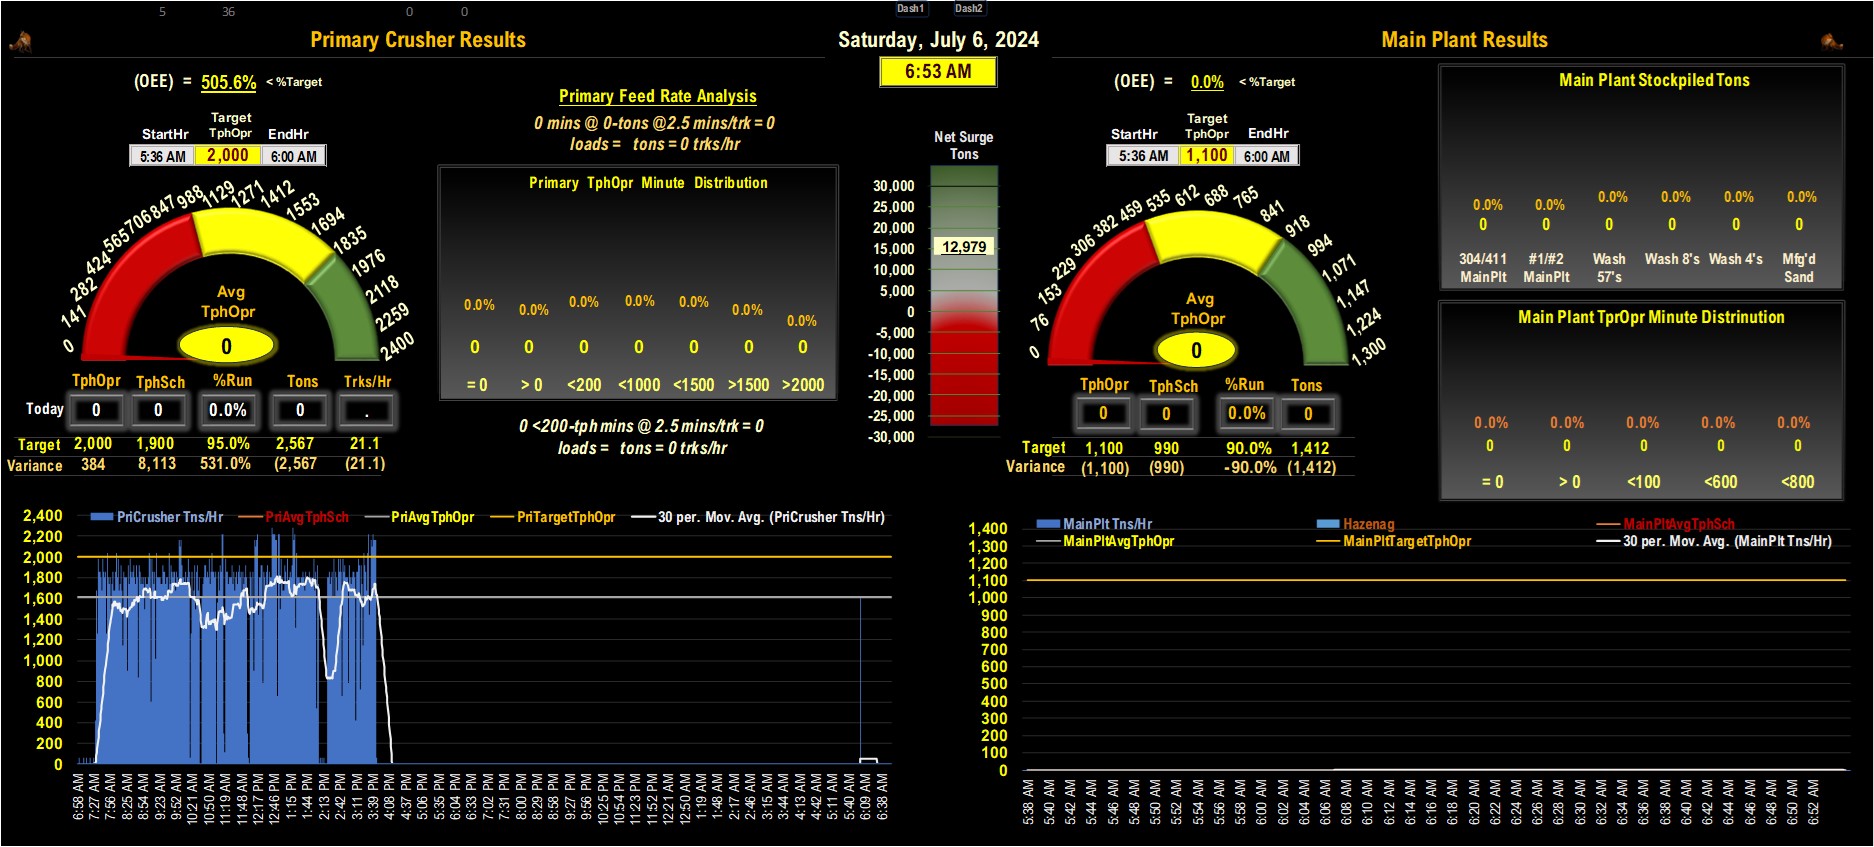 5 36 0 0 Dash1 Dash2
Primary Crusher Results
Saturday, July 6, 2024
Main Plant Results
6:53 AM
(OEE) = 505.6% < %Target
Target
StartHr TphOpr EndHr
5:36 AM 2,000 6:00 AM
0 141 282 424 565 706 847 988 1129 1271 1412 1553 1694 1835 1976 2118 2259 2400
Avg
TphOpr
0
TphOpr TphSch %Run Tons Trks/Hr
Today 0 0 0.0% 0 .
Target 2,000 1,900 95.0% 2,567 21.1
Variance 384 8,113 531.0% (2,567 (21.1)
Primary Feed Rate Analysis
0 mins @ 0-tons @2.5 mins/trk = 0
loads = tons = 0 trks/hr
Primary TphOpr Minute Distribution
0.0% 0.0% 0.0% 0.0% 0.0% 0.0% 0.0%
0 0 0 0 0 0 0
= 0 > 0 <200 <1000 <1500 >1500 >2000
0 <200-tph mins @ 2.5 mins/trk = 0
loads = tons = 0 trks/hr
Net Surge
Tons
30,000
25,000
20,000
15,000
12,979
10,000
5,000
0
-5,000
-10,000
-15,000
-20,000
-25,000
-30,000
(OEE) = 0.0% < %Target
Target
StartHr TphOpr EndHr
5:36 AM 1,100 6:00 AM
0 76 153 229 306 382 459 535 612 688 765 841 918 994 1,071 1,147 1,224 1,300
Avg
TphOpr
0
TphOpr TphSch %Run Tons
0 0 0.0% 0
Target 1,100 990 90.0% 1,412
Variance (1,100) (990) -90.0% (1,412)
Main Plant Stockpiled Tons
0.0% 0.0% 0.0% 0.0% 0.0% 0.0%
0 0 0 0 0 0
304/411 #1/#2 Wash Wash 8's Wash 4's Mfg'd
MainPlt MainPlt 57's Sand
Main Plant TprOpr Minute Distrinution
0.0% 0.0% 0.0% 0.0% 0.0%
0 0 0 0 0
= 0 > 0 <100 <600 <800
PriCrusher Tns/Hr PriAvgTphSch PriAvgTphOpr PriTargetTphOpr 30 per. Mov. Avg. (PriCrusher Tns/Hr)
2,400
2,200
2,000
1,800
1,600
1,400
1,200
1,000
800
600
400
200
0
6:58 AM 7:27 AM 7:56 AM 8:25 AM 8:54 AM 9:23 AM 9:52 AM 10:21 AM 10:50 AM 11:19 AM 11:48 AM 12:17 PM 12:46 PM 1:15 PM 1:44 PM 2:13 PM 2:42 PM 3:11 PM 3:39 PM 4:08 PM 4:37 PM 5:06 PM 5:35 PM 6:04 PM 6:33 PM 7:02 PM 7:31 PM 8:00 PM 8:29 PM 8:58 PM 9:27 PM 9:56 PM 10:25 PM 10:54 PM 11:23 PM 11:52 PM 12:21 AM 12:50 AM 1:19 AM 1:48 AM 2:17 AM 2:46 AM 3:15 AM 3:44 AM 4:13 AM 4:42 AM 5:11 AM 5:40 AM 6:09 AM 6:38 AM
MainPlt Tns/Hr Hazenag MainPltAvgTphSch
MainPltAvgTphOpr MainPltTargetTphOpr 30 per. Mov. Avg. (MainPlt Tns/Hr)
1,400
1,300
1,200
1,100
1,000
900
800
700
600
500
400
300
200
100
0
5:38 AM 5:40 AM 5:42 AM 5:44 AM 5:46 AM 5:48 AM 5:50 AM 5:52 AM 5:54 AM 5:56 AM 5:58 AM 6:00 AM 6:02 AM 6:04 AM 6:06 AM 6:08 AM 6:10 AM 6:12 AM 6:14 AM 6:16 AM 6:18 AM 6:20 AM 6:22 AM 6:24 AM 6:26 AM 6:28 AM 6:30 AM 6:32 AM 6:34 AM 6:36 AM 6:38 AM 6:40 AM 6:42 AM 6:44 AM 6:46 AM 6:48 AM 6:50 AM 6:52 AM